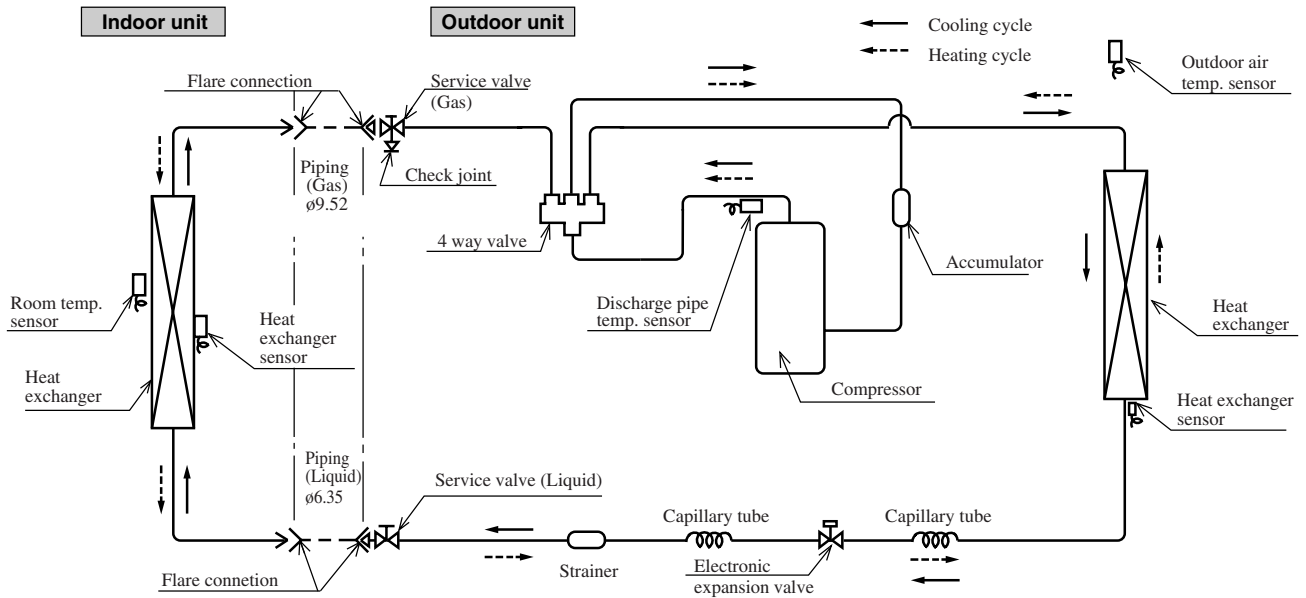 Indoor unit
Outdoor unit
Cooling cycle
Heating cycle
Outdoor air
temp. sensor
Flare connection
Service valve
(Gas)
Piping
(Gas)
ø9.52
Check joint
4 way valve
Accumulator
Room temp.
sensor
Heat
exchanger
sensor
Discharge pipe
temp. sensor
Heat
exchanger
Heat
exchanger
Compressor
Heat exchanger
sensor
Piping
(Liquid)
ø6.35
Service valve (Liquid)
Capillary tube
Capillary tube
Flare connetion
Strainer
Electronic
expansion valve